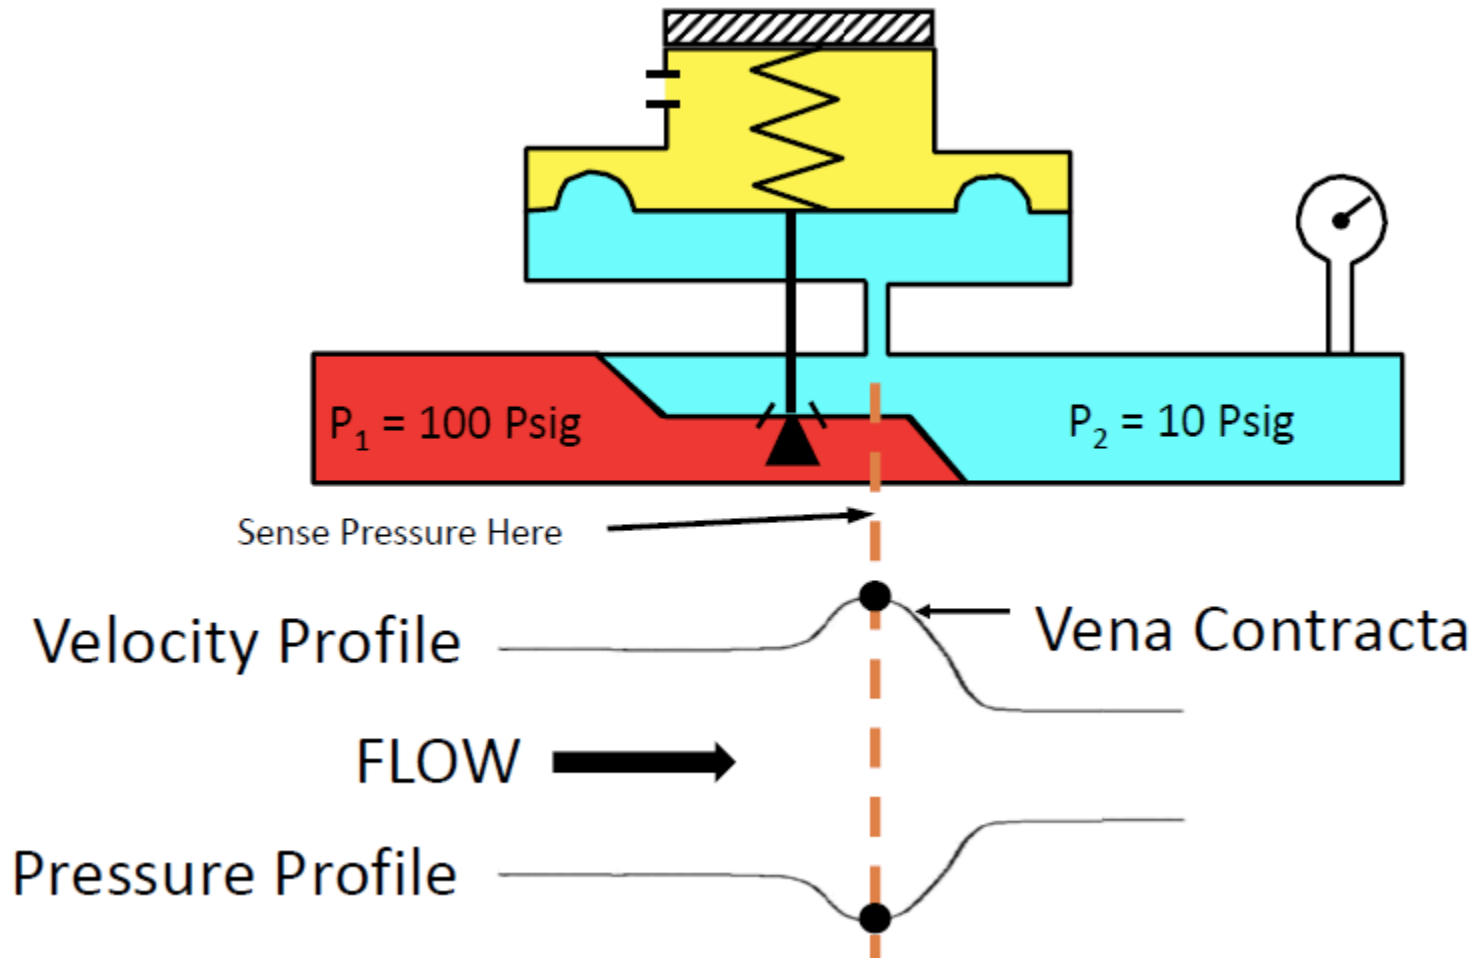 P1 = 100 Psig
P2 = 10 Psig
Sense Pressure Here
Velocity Profile
Vena Contracta
FLOW
Pressure Profile